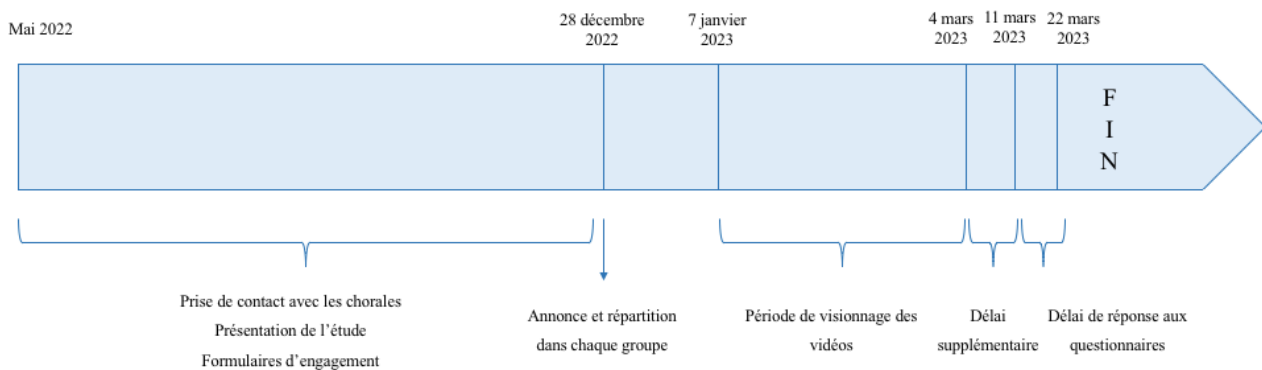 Mai 2022
28 décembre
2022
7 janvier
2023
4 mars
2023
11 mars
2023
22 mars
2023
F
I
N
Prise de contact avec les chorales
Présentation de l'étude
Formulaires d'engagement
Annonce et répartition
dans chaque groupe
Période de visionnage des
vidéos
Délai
supplémentaire
Délai de réponse aux
questionnaires